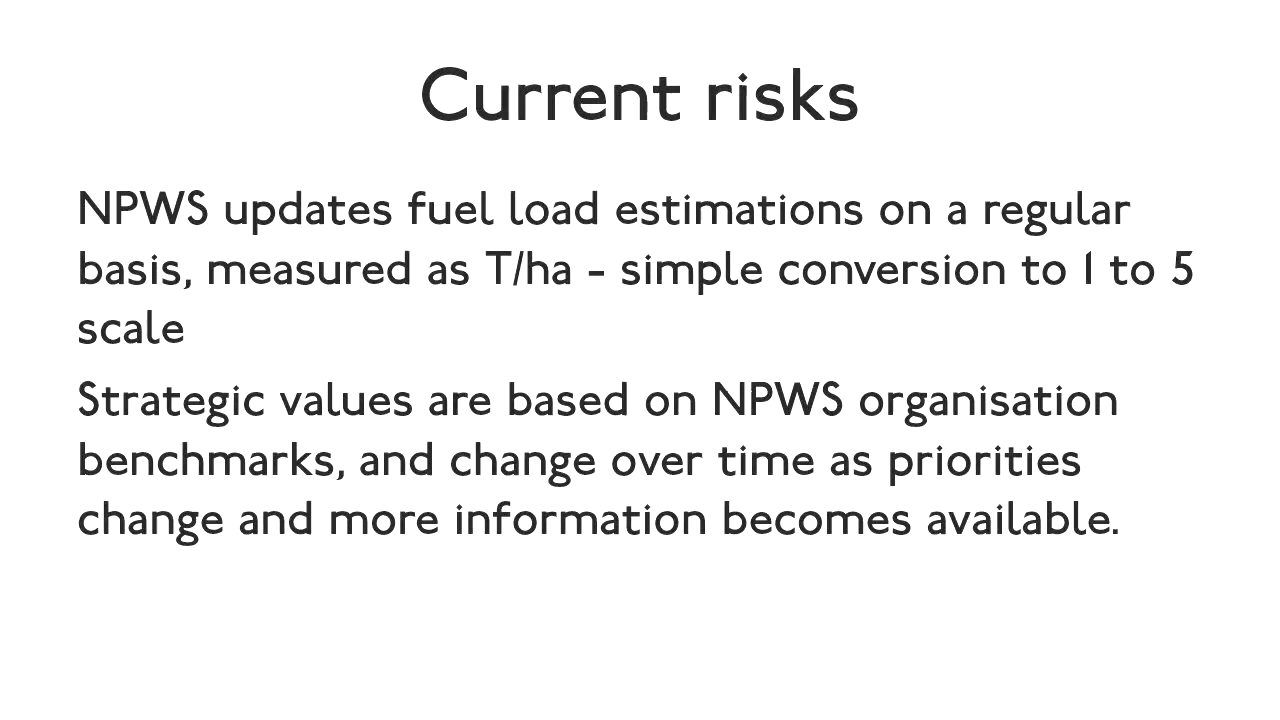 Current risks
NPWS updates fuel load estimations on a regular
basis, measured as T/ha - simple conversion to 1 to 5
scale
Strategic values are based on NPWS organisation
benchmarks, and change over time as priorities
change and more information becomes available.